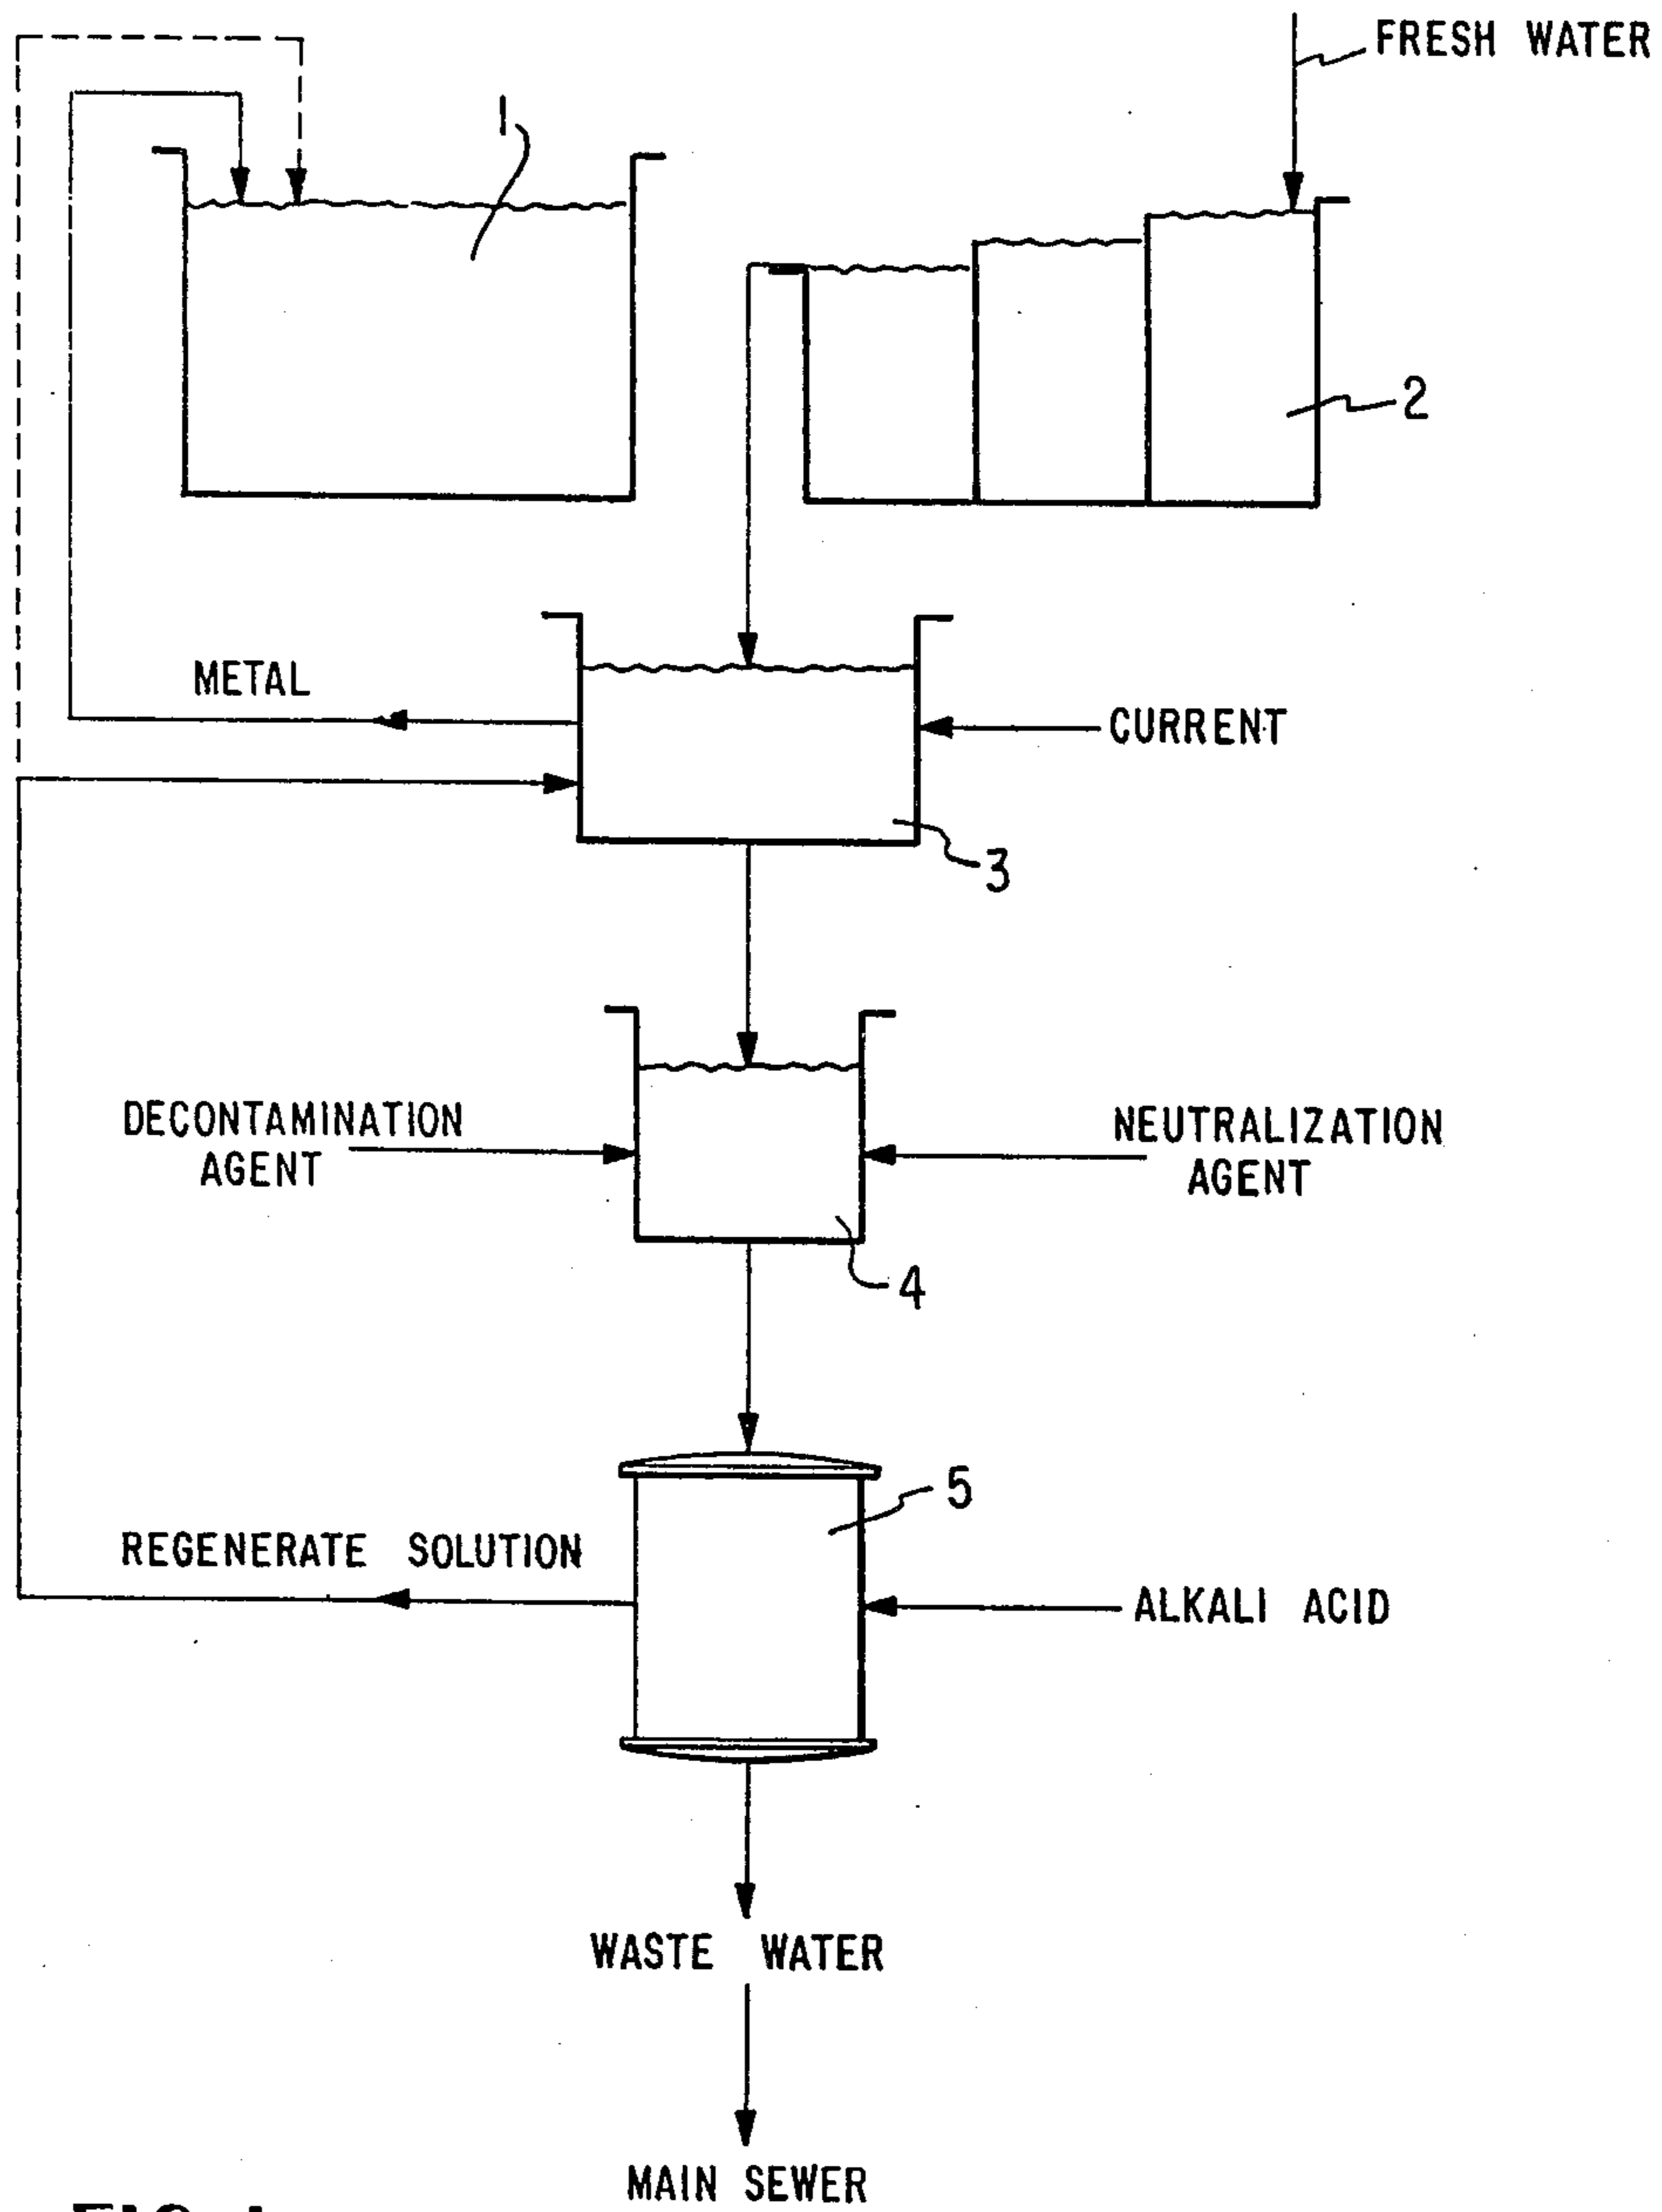 FRESH WATER
1
2
METAL
CURRENT
3
DECONTAMINATION
AGENT
NEUTRALIZATION
AGENT
4
5
REGENERATE SOLUTION
ALKALI ACID
WASTE WATER
MAIN SEWER